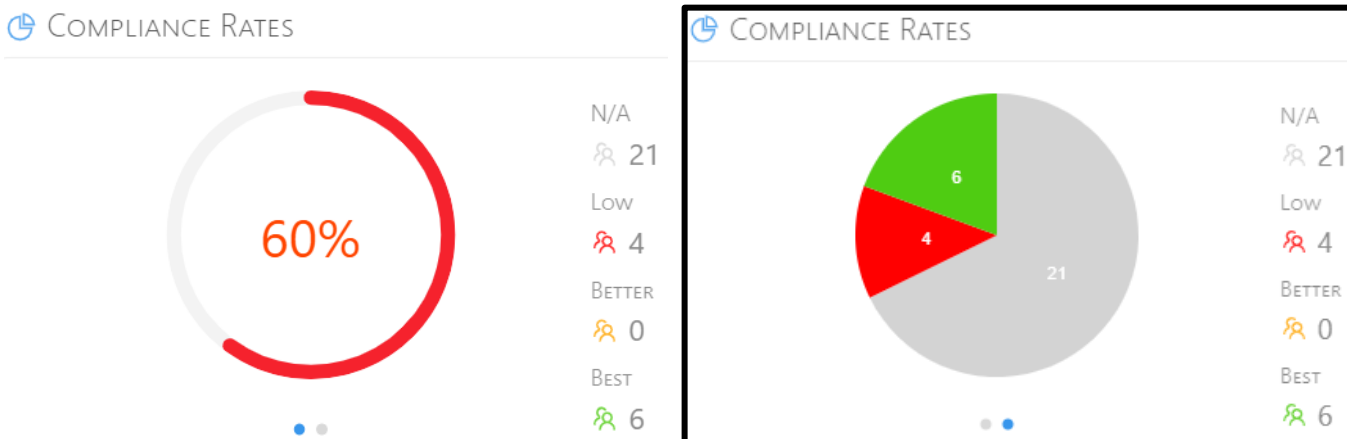 Compliance Rates
60%
N/A
21
Low
4
Better
0
Best
6
Compliance Rates
6
4
21
N/A
21
Low
4
Better
0
Best
6